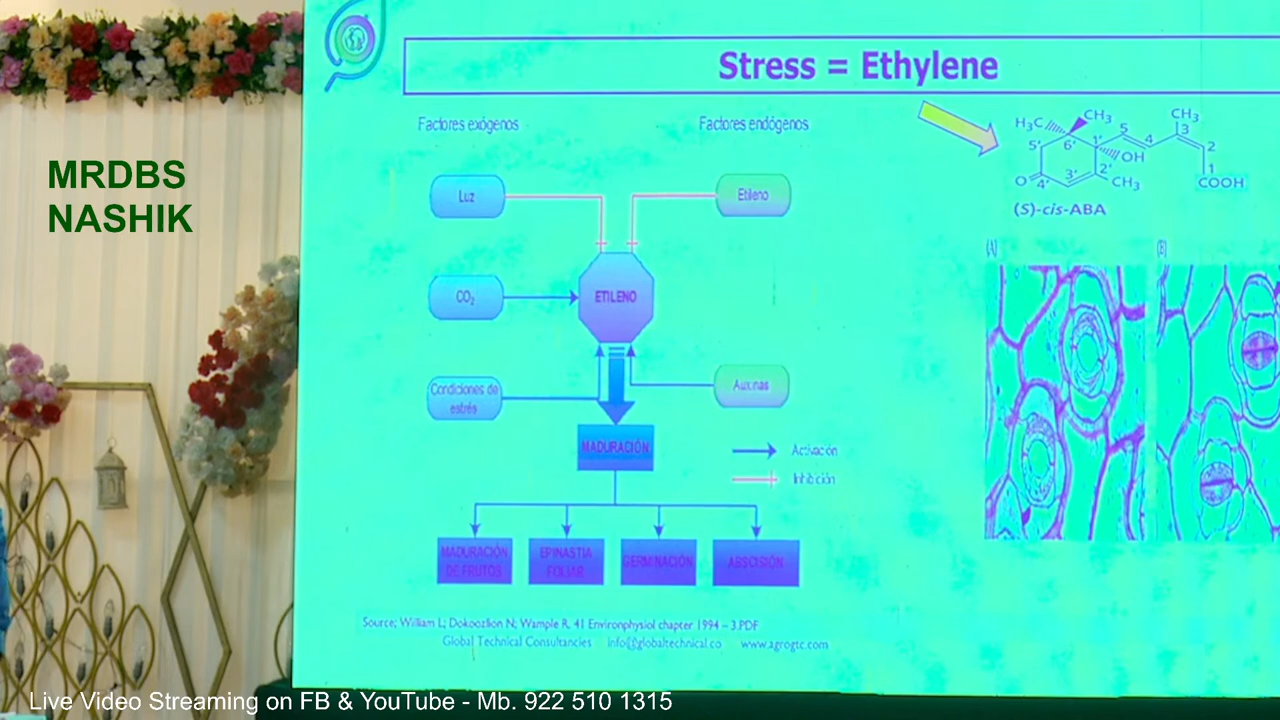 Stress = Ethylene
MRDBS
NASHIK
Factores exógenos
Factores endógenos
Luz
Etileno
CO₂
ETILENO
Condiciones de
estrés
Auxinas
MADURACIÓN
Activación
Inhibición
MADURACIÓN
DE FRUTOS
EPINASTIA
FOLIAR
GERMINACIÓN
ABSCISIÓN
H₃C
CH₃
CH₃
5'
6'
1'
5
4
3
2
1
OH
2'
3'
4'
O
CH₃
COOH
(S)-cis-ABA
(A)
(B)
Source; William L; Dokoozlion N; Wample R. 41 Environphysiol chapter 1994 – 3.PDF
Global Technical Consultancies info@globaltechnical.co www.agrogtc.com
Live Video Streaming on FB & YouTube - Mb. 922 510 1315